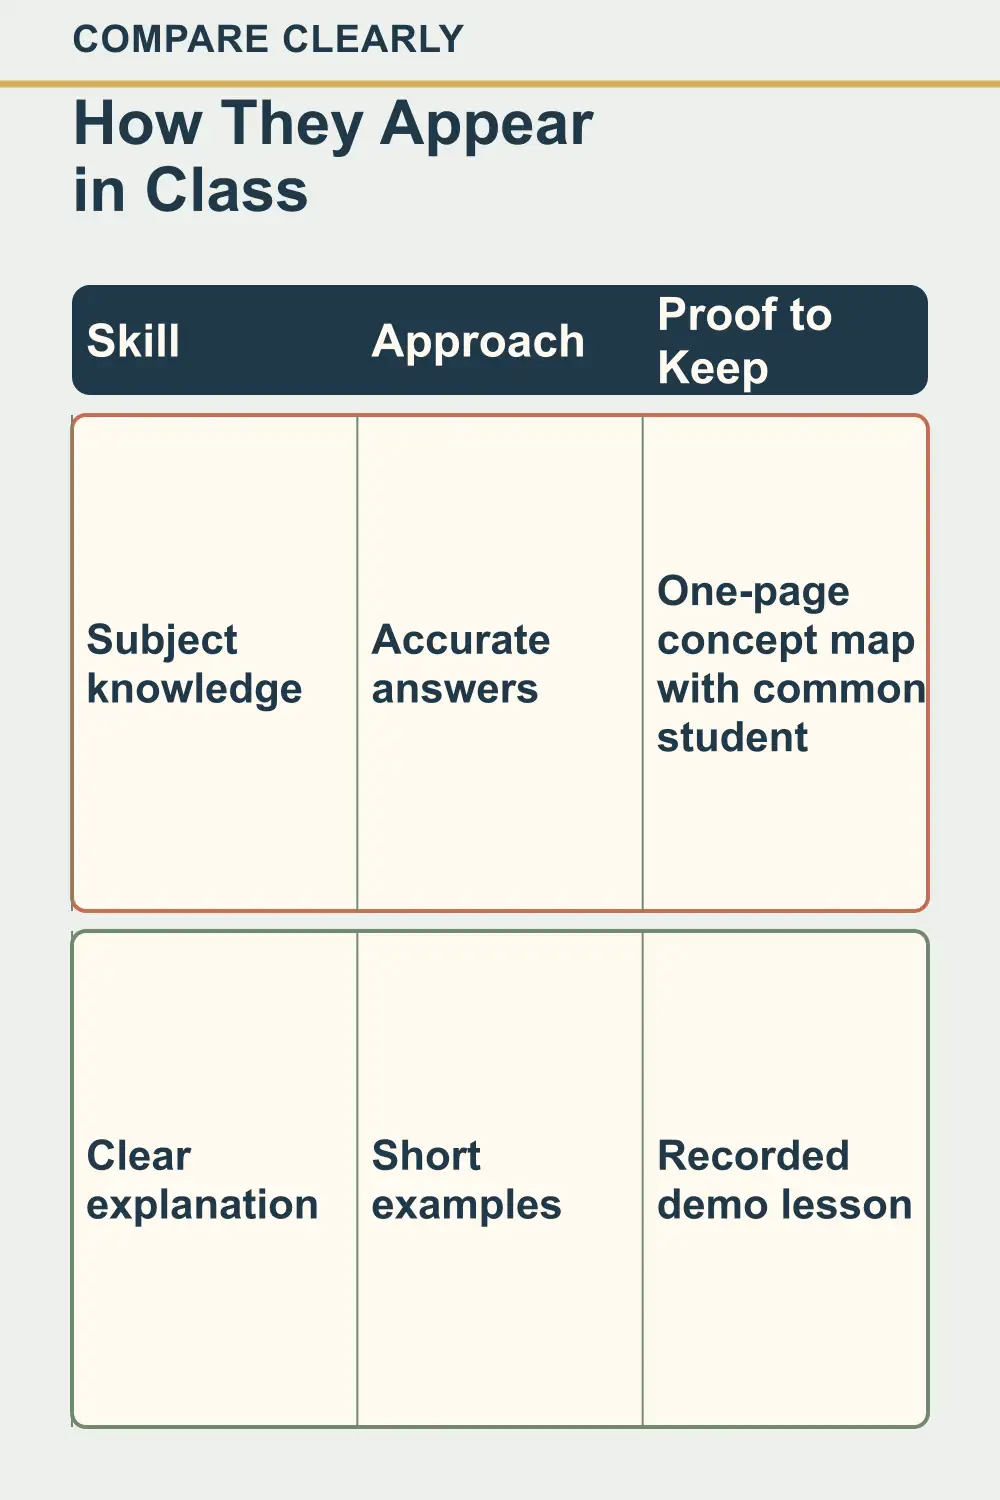 COMPARE CLEARLY
How They Appear
in Class
Skill
Approach
Proof to
Keep
Subject
knowledge
Accurate
answers
One-page
concept map
with common
student
Clear
explanation
Short
examples
Recorded
demo lesson